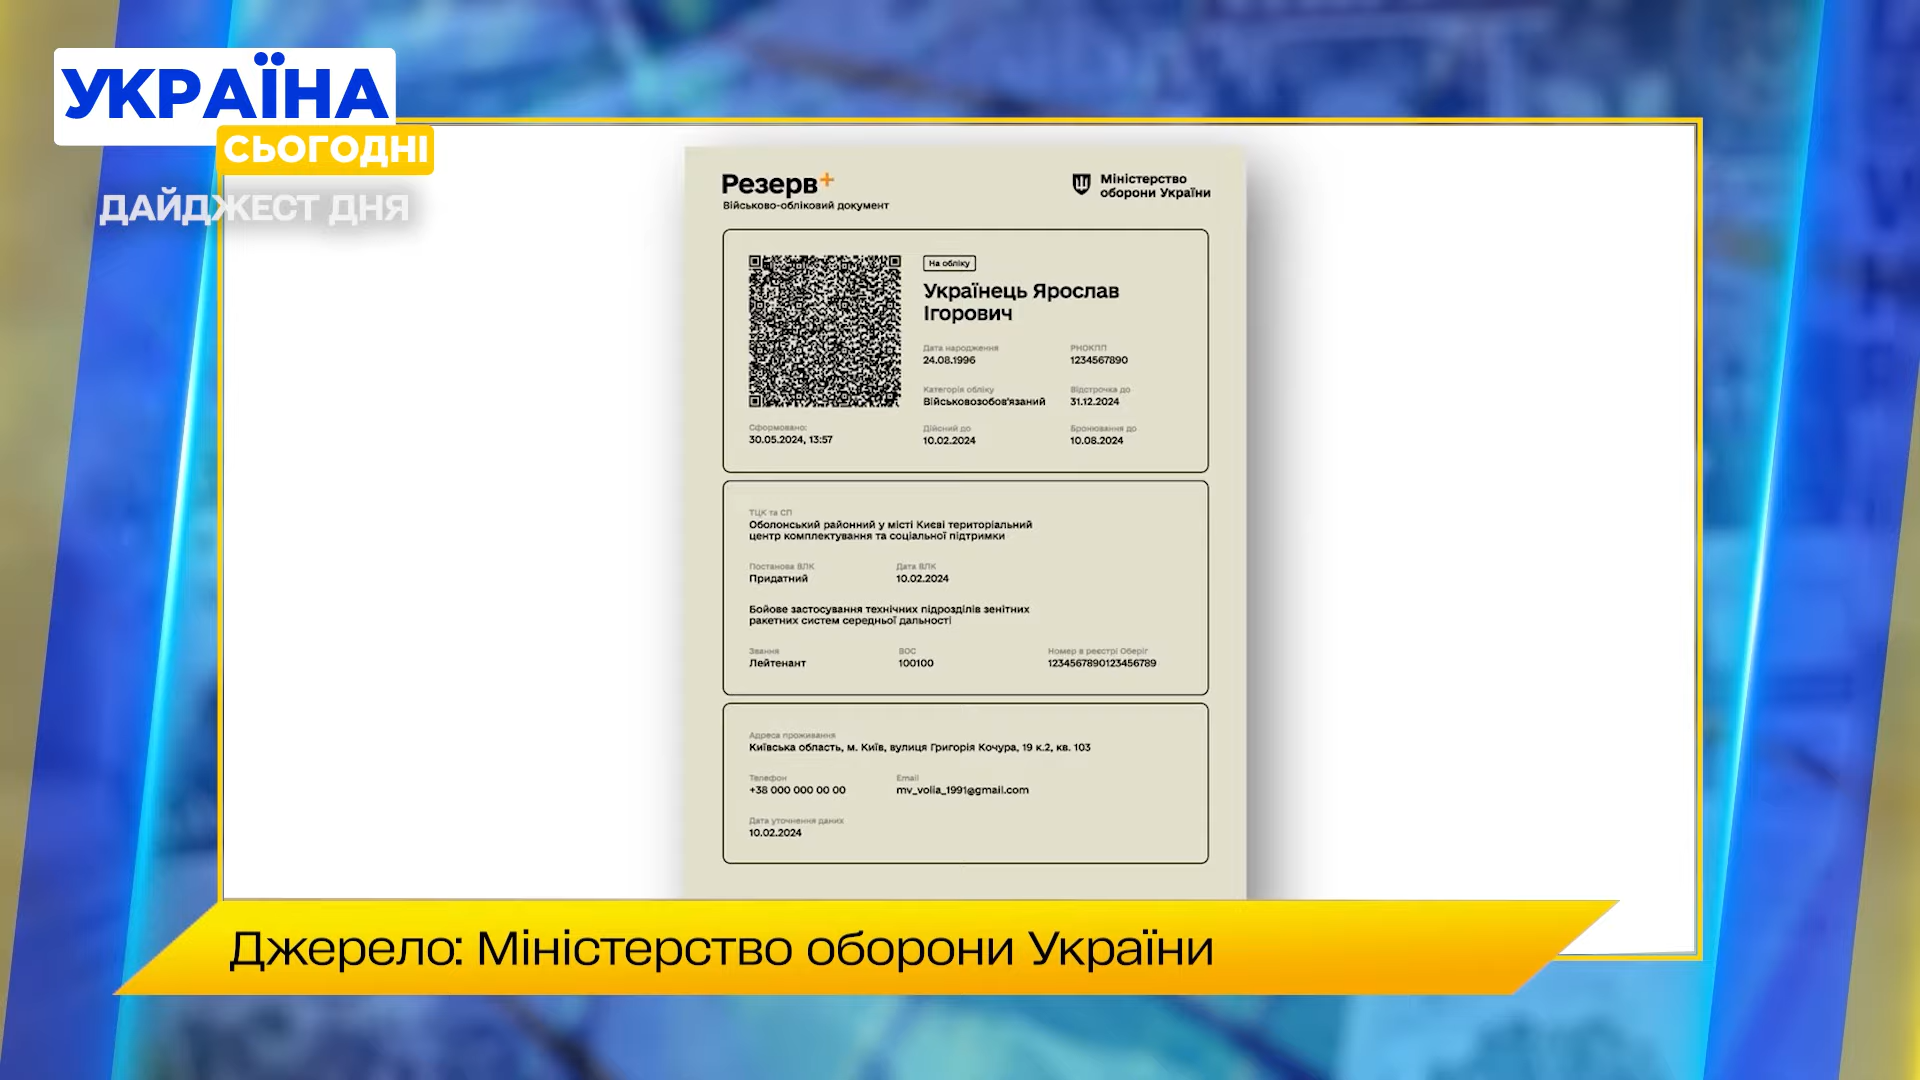 УКРАЇНА
СЬОГОДНІ
ДАЙДЖЕСТ ДНЯ
Резерв+
Військово-обліковий документ
Міністерство
оборони України
На обліку
Українець Ярослав
Ігорович
Дата народження
РНОКПП
24.08.1996
1234567890
Категорія обліку
Відстрочка до
Військовозобов'язаний
31.12.2024
Сформовано:
Дійсний до
Бронювання до
30.05.2024, 13:57
10.02.2024
10.08.2024
ТЦК та СП
Оболонський районний у місті Києві територіальний
центр комплектування та соціальної підтримки
Постанова ВЛК
Дата ВЛК
Придатний
10.02.2024
Бойове застосування технічних підрозділів зенітних
ракетних систем середньої дальності
Звання
ВОС
Номер в реєстрі Оберіг
Лейтенант
100100
1234567890123456789
Адреса проживання
Київська область, м. Київ, вулиця Григорія Кочура, 19 к.2, кв. 103
Телефон
Email
+38 000 000 00 00
mv_volia_1991@gmail.com
Дата уточнення даних
10.02.2024
Джерело: Міністерство оборони України